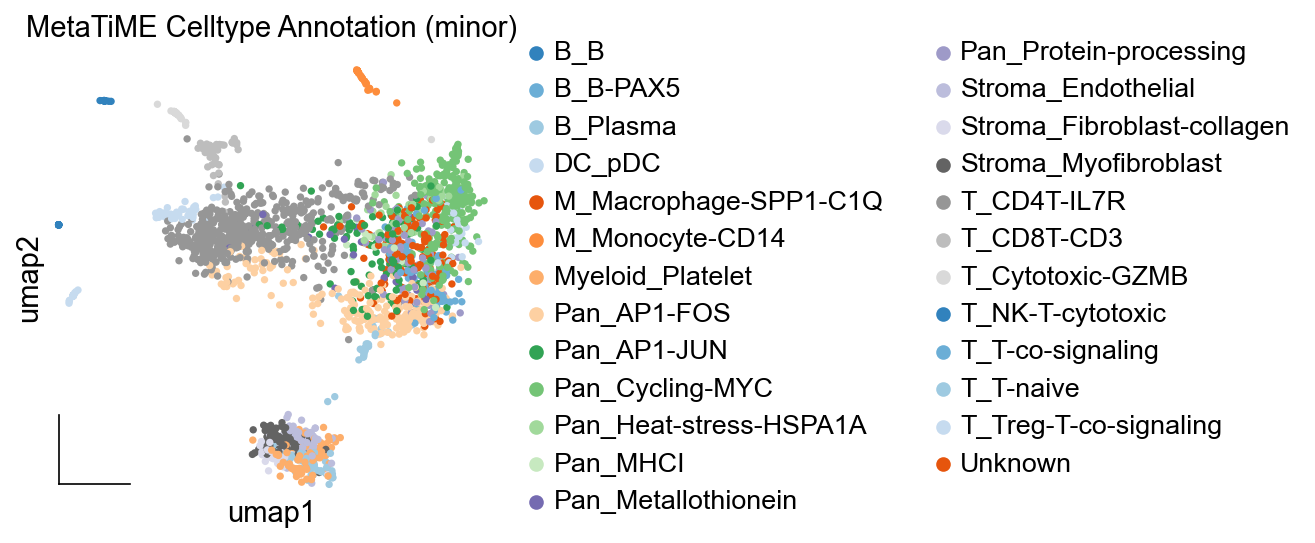 MetaTiME Celltype Annotation (minor)
umap2
umap1
B_B
B_B-PAX5
B_Plasma
DC_pDC
M_Macrophage-SPP1-C1Q
M_Monocyte-CD14
Myeloid_Platelet
Pan_AP1-FOS
Pan_AP1-JUN
Pan_Cycling-MYC
Pan_Heat-stress-HSPA1A
Pan_MHCI
Pan_Metallothionein
Pan_Protein-processing
Stroma_Endothelial
Stroma_Fibroblast-collagen
Stroma_Myofibroblast
T_CD4T-IL7R
T_CD8T-CD3
T_Cytotoxic-GZMB
T_NK-T-cytotoxic
T_T-co-signaling
T_T-naive
T_Treg-T-co-signaling
Unknown